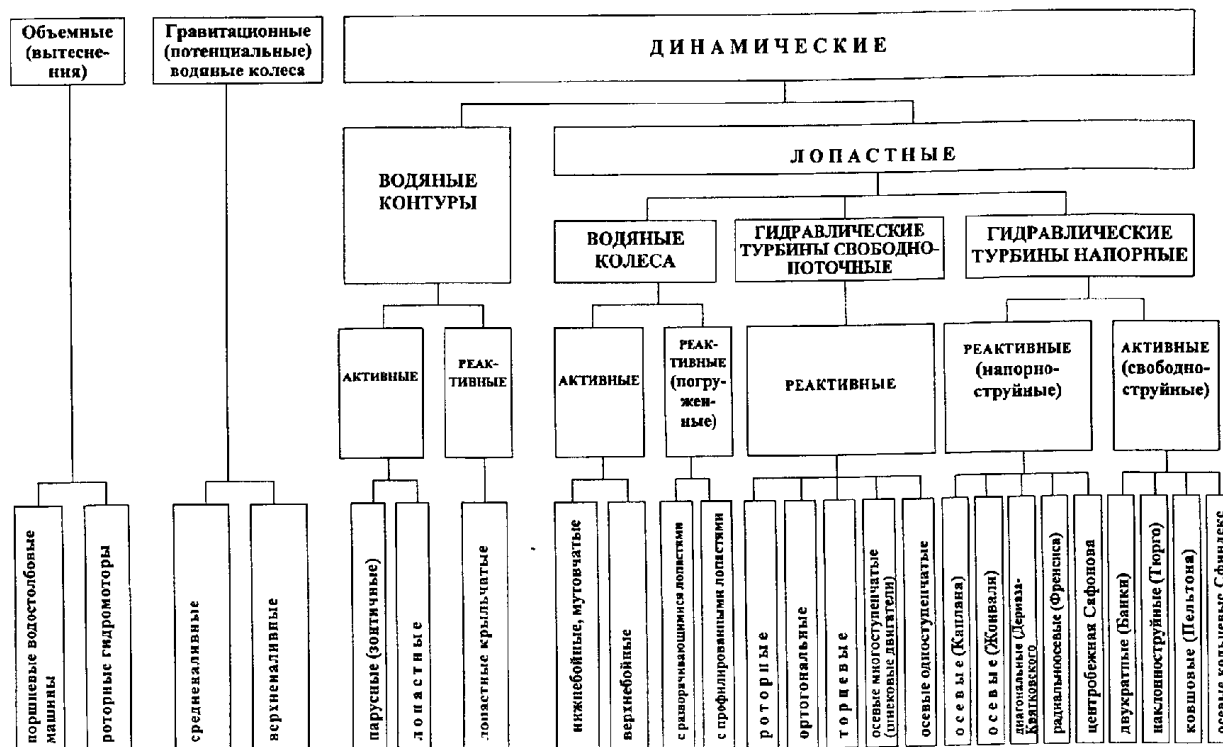 Объемные
(вытесне-
ния)
Гравитационные
(потенциальные)
водяные колеса
ДИНАМИЧЕСКИЕ
ЛОПАСТНЫЕ
ВОДЯНЫЕ
КОНТУРЫ
ВОДЯНЫЕ
КОЛЕСА
ГИДРАВЛИЧЕСКИЕ
ТУРБИНЫ СВОБОДНО-
ПОТОЧНЫЕ
ГИДРАВЛИЧЕСКИЕ
ТУРБИНЫ НАПОРНЫЕ
АКТИВНЫЕ
РЕАК-
ТИВНЫЕ
АКТИВНЫЕ
РЕАК-
ТИВНЫЕ
(погру-
жен-
ные)
РЕАКТИВНЫЕ
РЕАКТИВНЫЕ
(напорно-
струйные)
АКТИВНЫЕ
(свободно-
струйные)
поршневые водостолбовые
машины
роторные гидромоторы
средненаливные
верхненаливные
парусные (зонтичные)
лопастные
лопастные крыльчатые
нижнебойные, мутовчатые
верхнебойные
с разворачивающимися лопастями
с профилированными лопастями
роторные
ортогональные
торцевые
осевые многоступенчатые
(шнековые двигатели)
осевые одноступенчатые
осевые (Каплана)
осевые (Жонваля)
диагональные (Дериаза-
Квятковского
радиальноосевые (Френсиса)
центробежная Сафонова
двукратные (Банки)
наклонноструйные (Тюрго)
ковшовые (Пельтона)
осевые кольцевые Сфиндекс